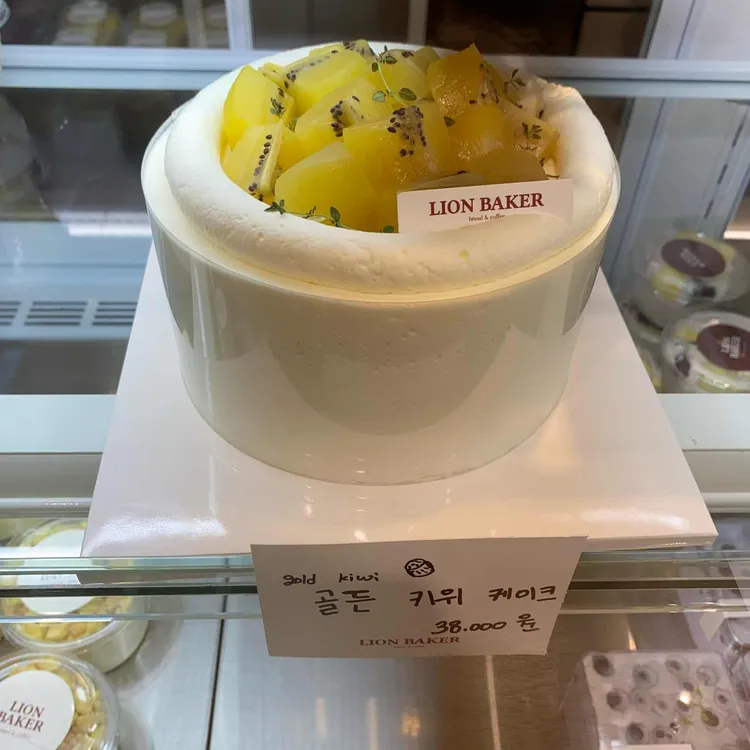 LION BAKER
bread & coffee
gold kiwi
골든 키위 케이크
38.000 원
LION BAKER
LION
BAKER